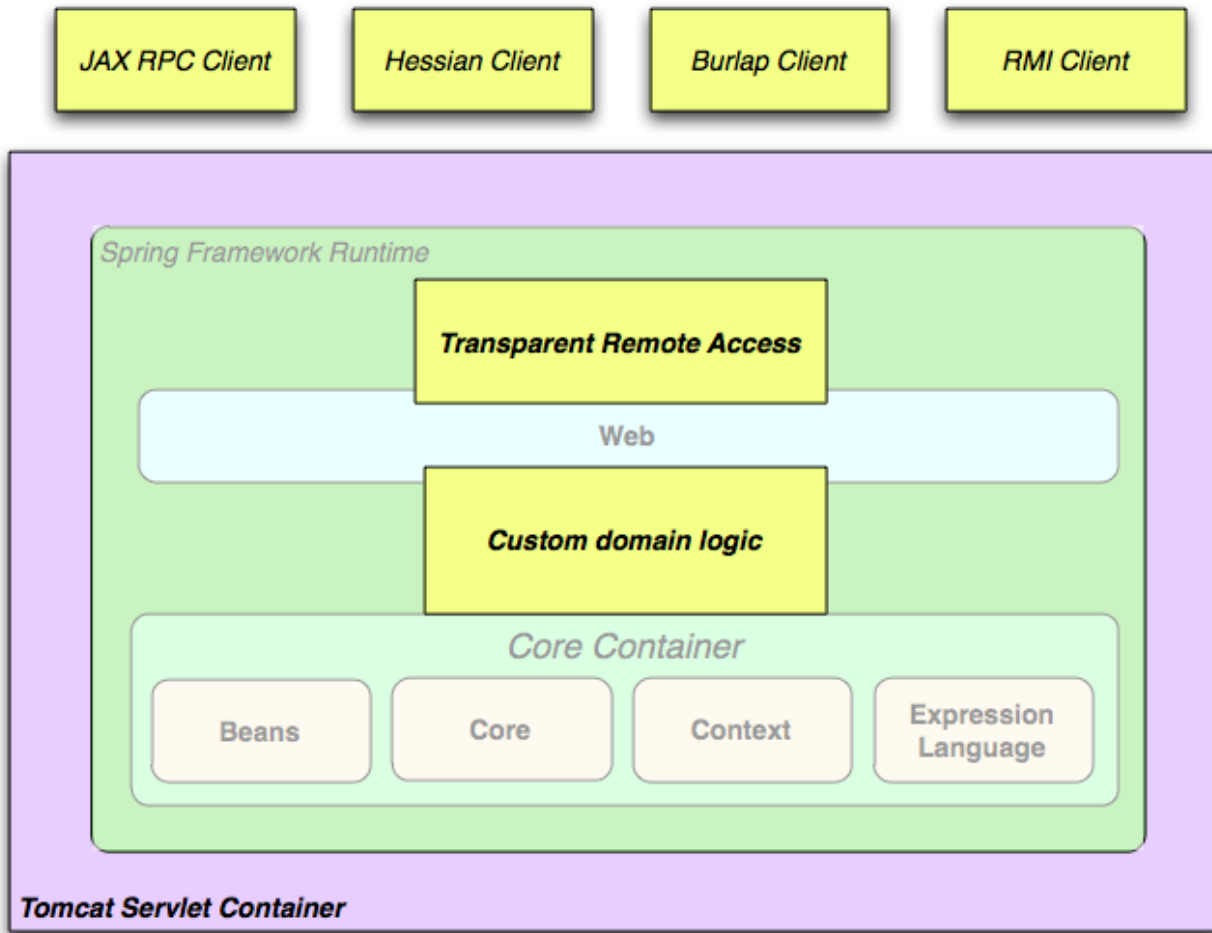 JAX RPC Client
Hessian Client
Burlap Client
RMI Client
Spring Framework Runtime
Transparent Remote Access
Web
Custom domain logic
Core Container
Beans
Core
Context
Expression
Language
Tomcat Servlet Container